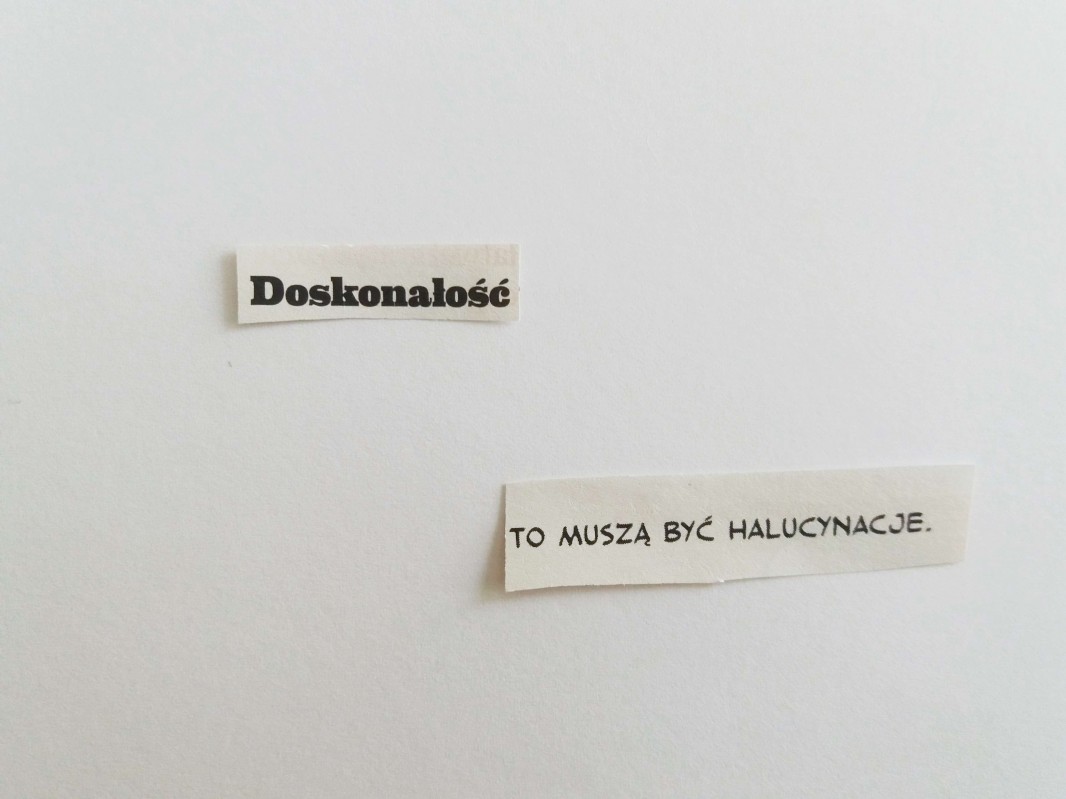 Doskonałość
TO MUSZĄ BYĆ HALUCYNACJE.